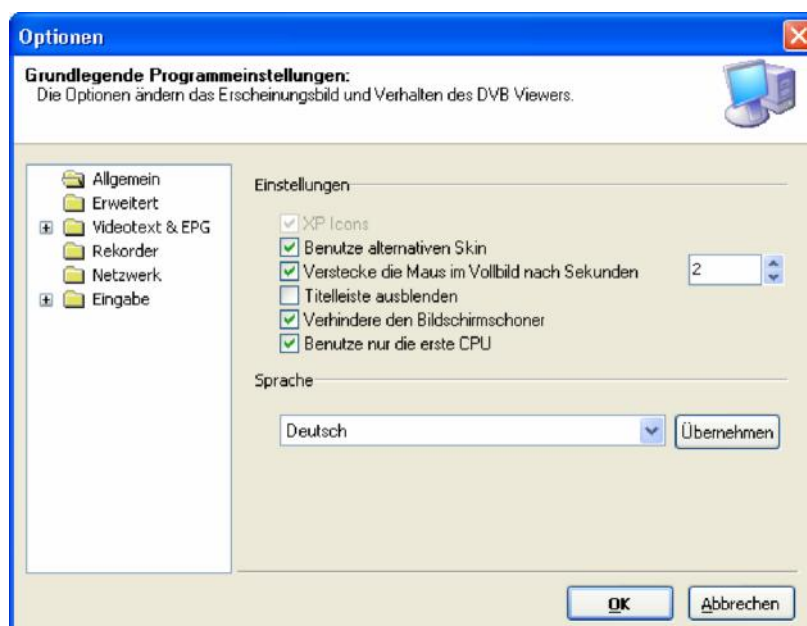 Optionen
Grundlegende Programmeinstellungen:
Die Optionen ändern das Erscheinungsbild und Verhalten des DVB Viewers.
Allgemein
Erweitert
Videotext & EPG
Rekorder
Netzwerk
Eingabe
Einstellungen
XP Icons
Benutze alternativen Skin
Verstecke die Maus im Vollbild nach Sekunden 2
Titelleiste ausblenden
Verhindere den Bildschirmschoner
Benutze nur die erste CPU
Sprache
Deutsch Übernehmen
OK Abbrechen